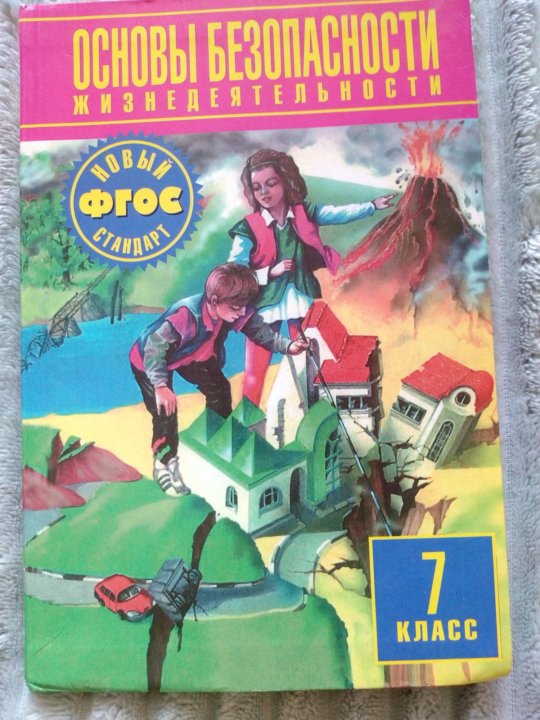 ОСНОВЫ БЕЗОПАСНОСТИ
ЖИЗНЕДЕЯТЕЛЬНОСТИ
НОВЫЙ
ФГОС
СТАНДАРТ
7
КЛАСС